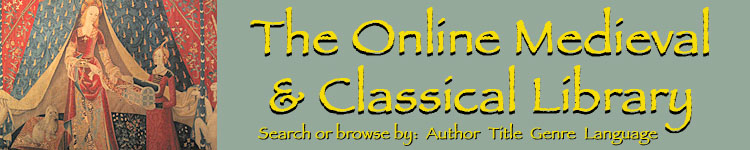 The Online Medieval
& Classical Library
Search or browse by: Author Title Genre Language